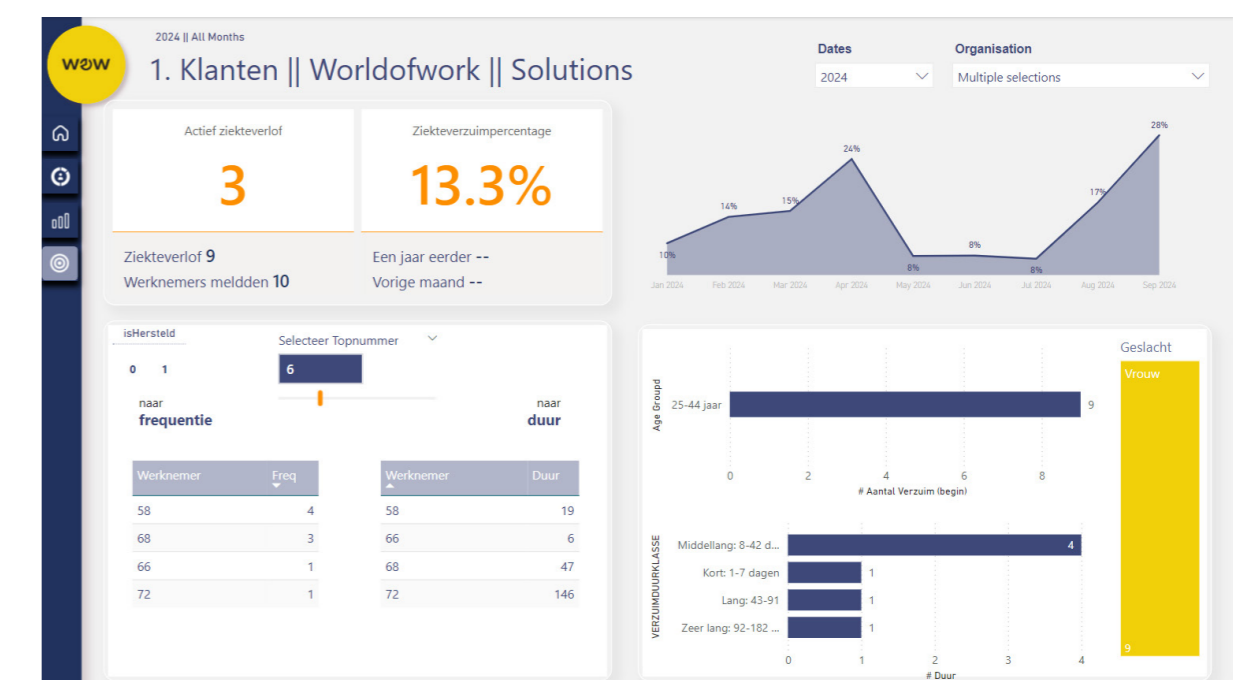 wow
2024 || All Months
1. Klanten || Worldofwork || Solutions
Dates
Organisation
2024
Multiple selections
Actief ziekteverlof
3
Ziekteverzuimpercentage
13.3%
Ziekteverlof 9
Werknemers meldden 10
Een jaar eerder --
Vorige maand --
10%
14%
15%
24%
8%
8%
8%
17%
28%
Jan 2024
Feb 2024
Mar 2024
Apr 2024
May 2024
Jun 2024
Jul 2024
Aug 2024
Sep 2024
isHersteld
0 1
Selecteer Topnummer
6
naar
frequentie
naar
duur
Werknemer Freq
58 4
68 3
66 1
72 1
Werknemer Duur
58 19
66 6
68 47
72 146
Age Groupd
25-44 jaar
9
0 2 4 6 8
# Aantal Verzuim (begin)
VERZUIMDUURKLASSE
Middellang: 8-42 d... 4
Kort: 1-7 dagen 1
Lang: 43-91 1
Zeer lang: 92-182 ... 1
0 1 2 3 4
# Duur
Geslacht
Vrouw
9